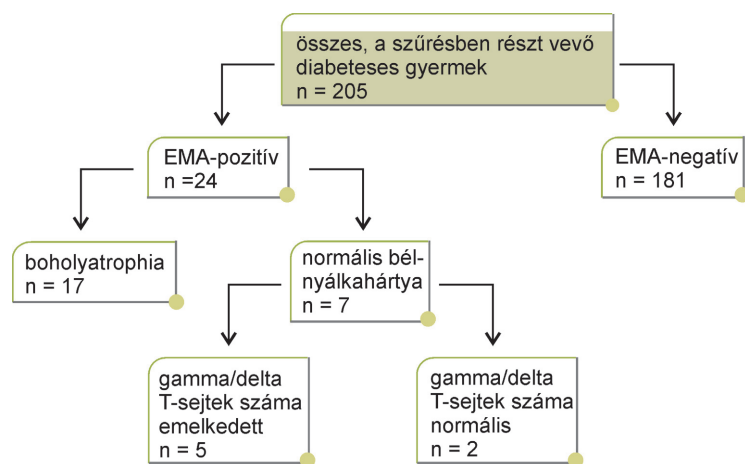 összes, a szűrésben részt vevő
diabeteses gyermek
n = 205
EMA-pozitív
n =24
EMA-negatív
n = 181
boholyatrophia
n = 17
normális bél-
nyálkahártya
n = 7
gamma/delta
T-sejtek száma
emelkedett
n = 5
gamma/delta
T-sejtek száma
normális
n = 2